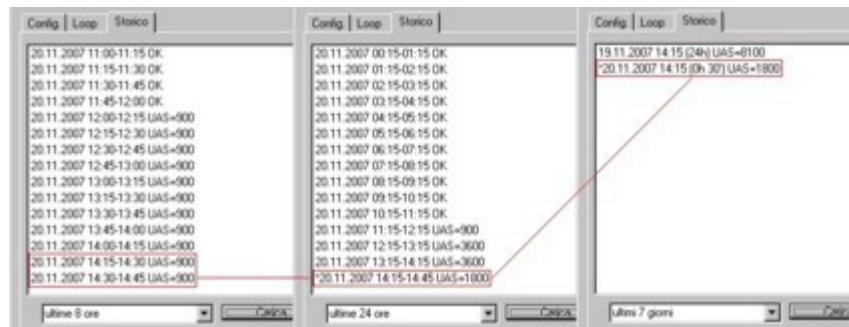 Config. Loop Storico
20.11.2007 11:00-11:15 OK
20.11.2007 11:15-11:30 OK
20.11.2007 11:30-11:45 OK
20.11.2007 11:45-12:00 OK
20.11.2007 12:00-12:15 UAS=900
20.11.2007 12:15-12:30 UAS=900
20.11.2007 12:30-12:45 UAS=900
20.11.2007 12:45-13:00 UAS=900
20.11.2007 13:00-13:15 UAS=900
20.11.2007 13:15-13:30 UAS=900
20.11.2007 13:30-13:45 UAS=900
20.11.2007 13:45-14:00 UAS=900
20.11.2007 14:00-14:15 UAS=900
20.11.2007 14:15-14:30 UAS=900
20.11.2007 14:30-14:45 UAS=900
ultime 8 ore Carica
Config. Loop Storico
20.11.2007 00:15-01:15 OK
20.11.2007 01:15-02:15 OK
20.11.2007 02:15-03:15 OK
20.11.2007 03:15-04:15 OK
20.11.2007 04:15-05:15 OK
20.11.2007 05:15-06:15 OK
20.11.2007 06:15-07:15 OK
20.11.2007 07:15-08:15 OK
20.11.2007 08:15-09:15 OK
20.11.2007 09:15-10:15 OK
20.11.2007 10:15-11:15 OK
20.11.2007 11:15-12:15 UAS=900
20.11.2007 12:15-13:15 UAS=3600
20.11.2007 13:15-14:15 UAS=3600
*20.11.2007 14:15-14:45 UAS=1800
ultime 24 ore Carica
Config. Loop Storico
19.11.2007 14:15 (24h) UAS=8100
*20.11.2007 14:15 (0h 30') UAS=1800
ultimi 7 giorni